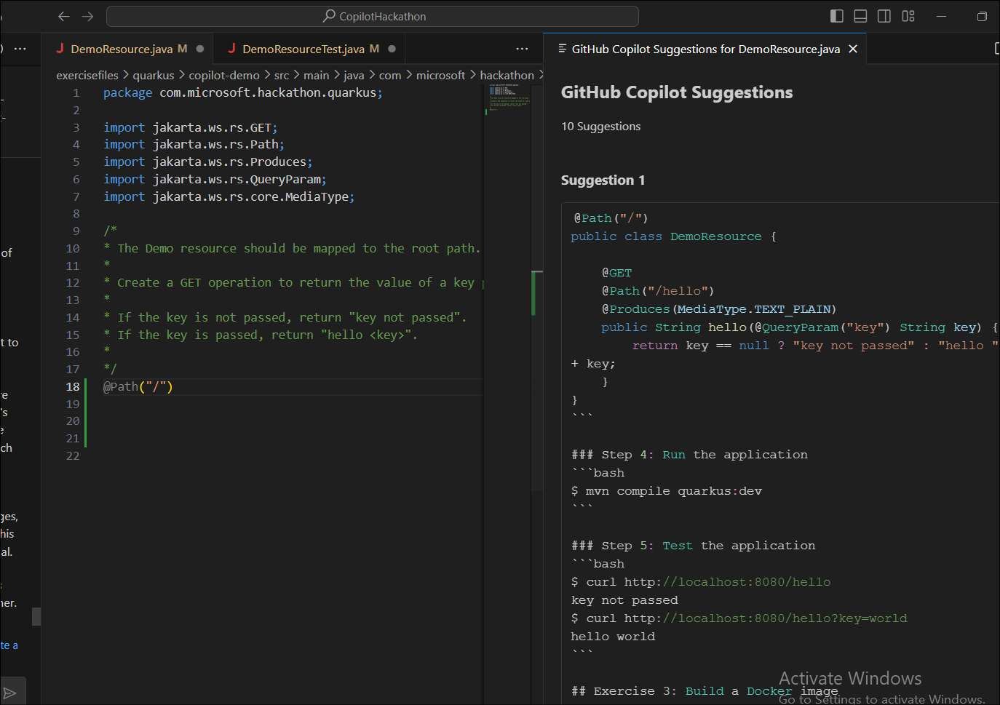 CopilotHackathon
DemoResource.java M
DemoResourceTest.java M
GitHub Copilot Suggestions for DemoResource.java
exercisefiles > quarkus > copilot-demo > src > main > java > com > microsoft > hackathon >
1 package com.microsoft.hackathon.quarkus;
2
3 import jakarta.ws.rs.GET;
4 import jakarta.ws.rs.Path;
5 import jakarta.ws.rs.Produces;
6 import jakarta.ws.rs.QueryParam;
7 import jakarta.ws.rs.core.MediaType;
8
9 /*
10 * The Demo resource should be mapped to the root path.
11 *
12 * Create a GET operation to return the value of a key
13 *
14 * If the key is not passed, return "key not passed".
15 * If the key is passed, return "hello <key>".
16 *
17 */
18 @Path("/")
19
20
21
22
of
t to
re
's
e
ch
ges,
his
al.
s
her.
te a
GitHub Copilot Suggestions
10 Suggestions
Suggestion 1
@Path("/")
public class DemoResource {
@GET
@Path("/hello")
@Produces(MediaType.TEXT_PLAIN)
public String hello(@QueryParam("key") String key) {
return key == null ? "key not passed" : "hello "
+ key;
}
}
```
### Step 4: Run the application
```bash
$ mvn compile quarkus:dev
```
### Step 5: Test the application
```bash
$ curl http://localhost:8080/hello
key not passed
$ curl http://localhost:8080/hello?key=world
hello world
```
## Exercise 3: Build a Docker image
Activate Windows
Go to Settings to activate Windows.